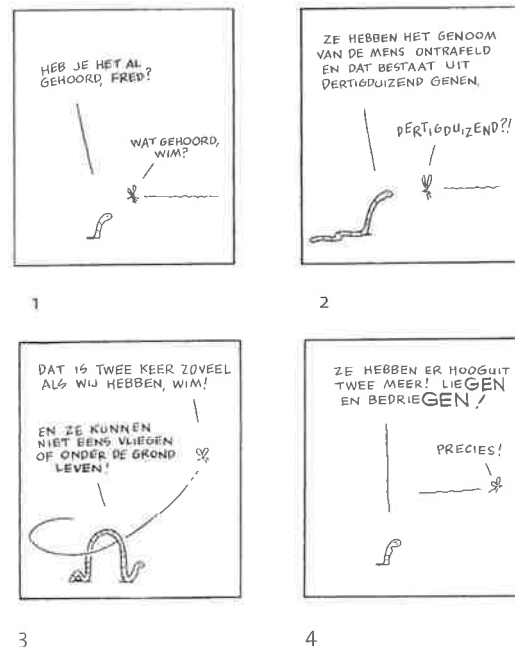 HEB JE HET AL
GEHOORD, FRED?
WAT GEHOORD,
WIM?
1
ZE HEBBEN HET GENOOM
VAN DE MENS ONTRAFELD
EN DAT BESTAAT UIT
DERTIGDUIZEND GENEN.
DERTIGDUIZEND?!
2
DAT IS TWEE KEER ZOVEEL
ALS WIJ HEBBEN, WIM!
EN ZE KUNNEN
NIET EENS VLIEGEN
OF ONDER DE GROND
LEVEN!
3
ZE HEBBEN ER HOOGUIT
TWEE MEER! LIEGEN
EN BEDRIEGEN!
PRECIES!
4